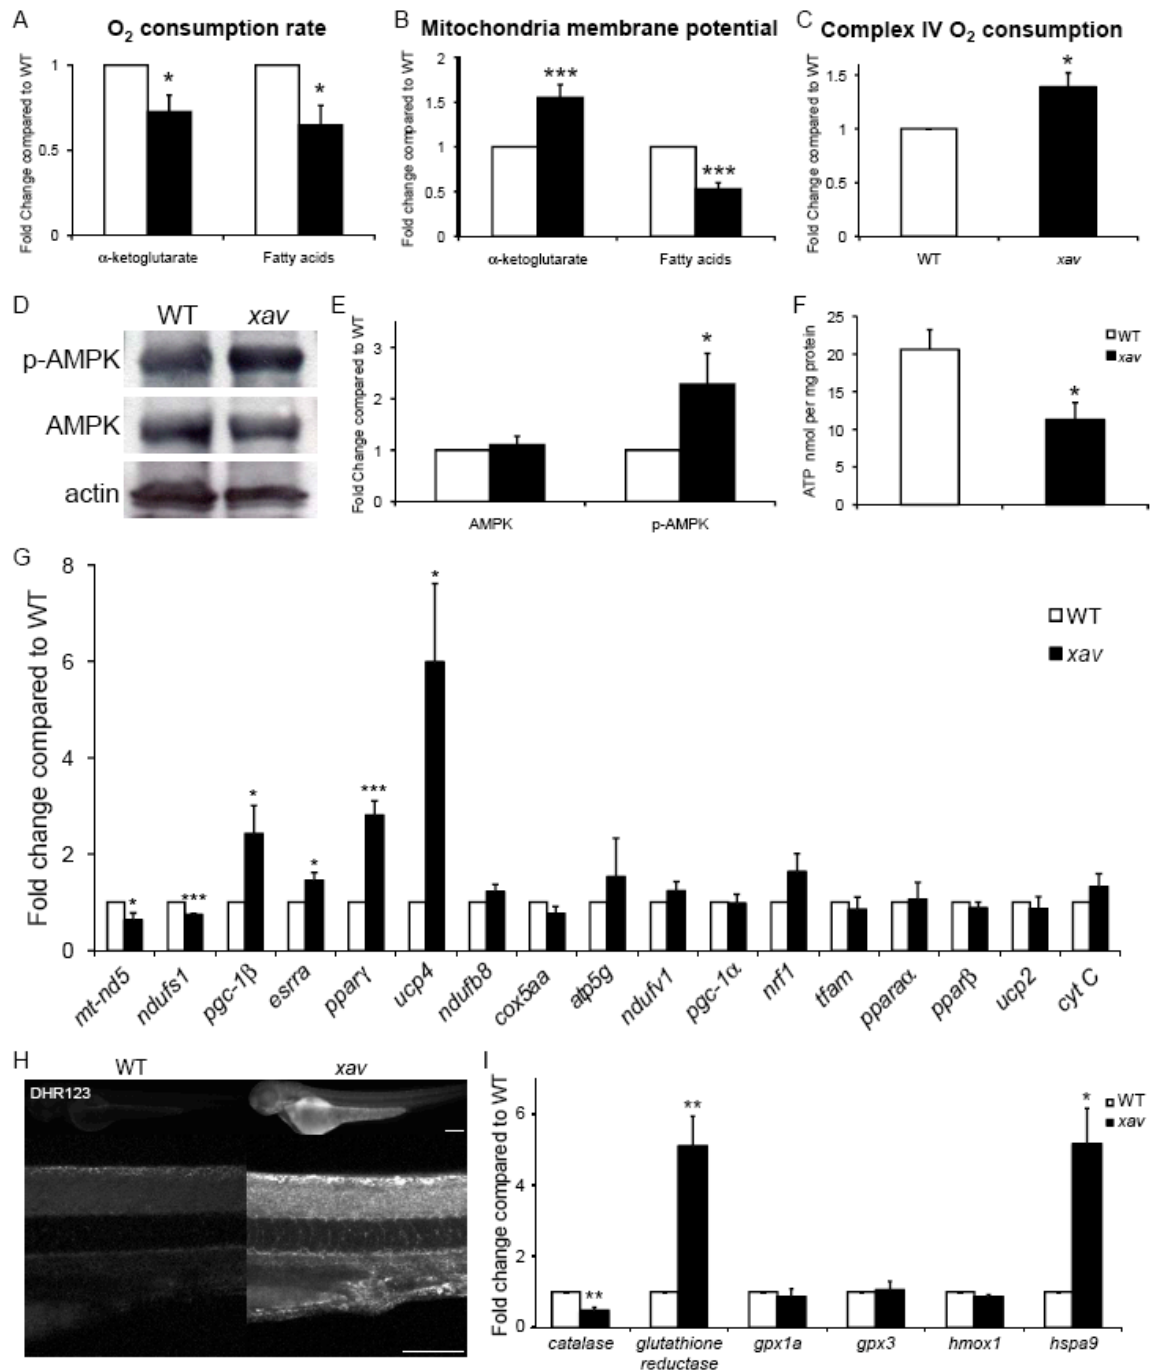 A
O2 consumption rate
Fold Change compared to WT
1
0.5
0
*
*
α-ketoglutarate
Fatty acids
B
Mitochondria membrane potential
Fold Change compared to WT
2
1.5
1
0.5
0
***
***
α-ketoglutarate
Fatty acids
C
Complex IV O2 consumption
Fold Change compared to WT
1.5
1
0.5
0
*
WT
xav
D
WT xav
p-AMPK
AMPK
actin
E
Fold Change compared to WT
3
2
1
0
*
AMPK
p-AMPK
F
ATP nmol per mg protein
25
20
15
10
5
0
*
WT
xav
G
Fold change compared to WT
8
6
4
2
0
* *** * * *** *
WT
xav
mt-nd5
ndufs1
pgc-1β
esrra
pparγ
ucp4
ndufb8
cox5aa
atp5g
ndufv1
pgc-1α
nrf1
tfam
pparaα
pparβ
ucp2
cyt C
H
WT
xav
DHR123
I
Fold change compared to WT
6
4
2
0
** ** *
WT
xav
catalase
glutathione
reductase
gpx1a
gpx3
hmox1
hspa9